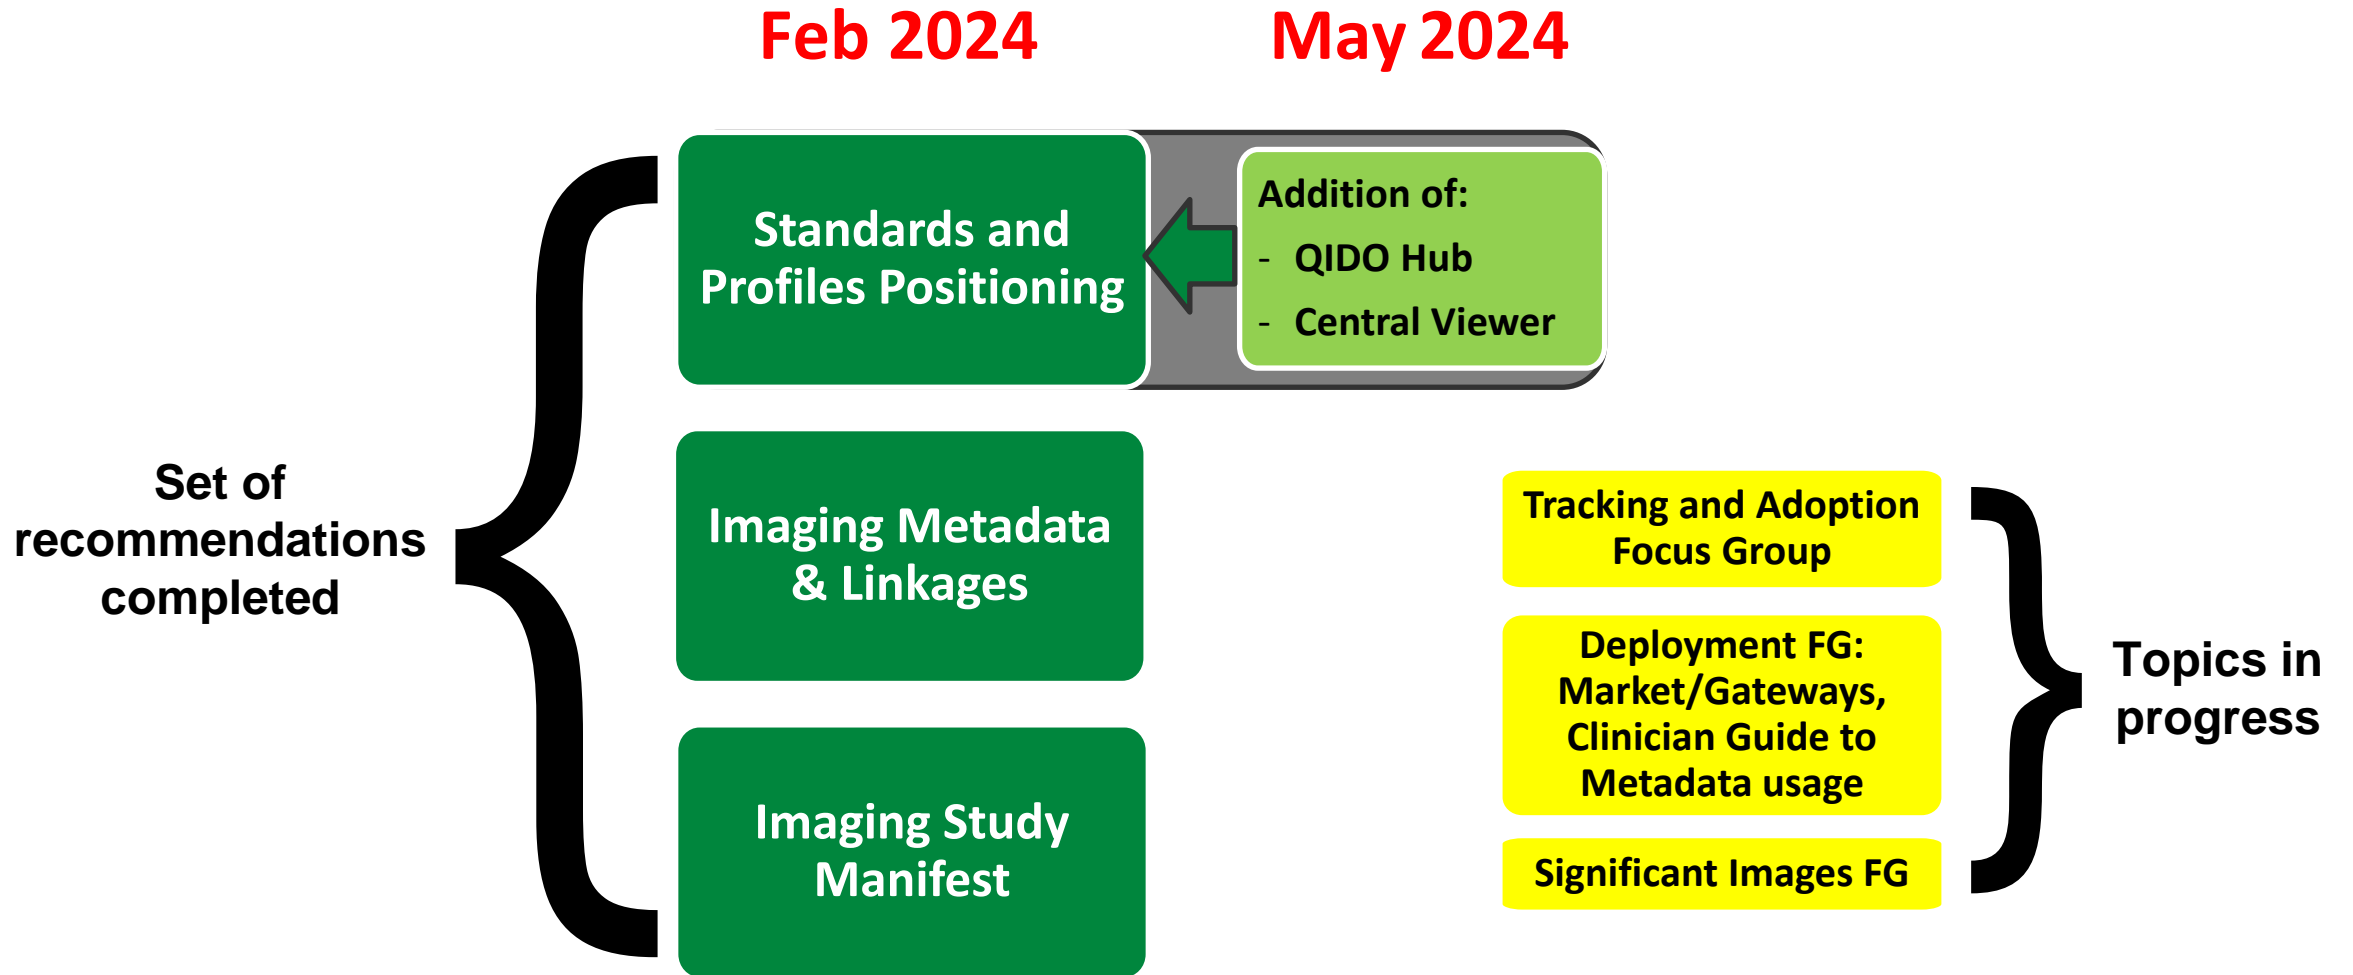 Feb 2024
May 2024
Standards and
Profiles Positioning
Addition of:
- QIDO Hub
- Central Viewer
Set of
recommendations
completed
Imaging Metadata
& Linkages
Imaging Study
Manifest
Tracking and Adoption
Focus Group
Deployment FG:
Market/Gateways,
Clinician Guide to
Metadata usage
Significant Images FG
Topics in
progress